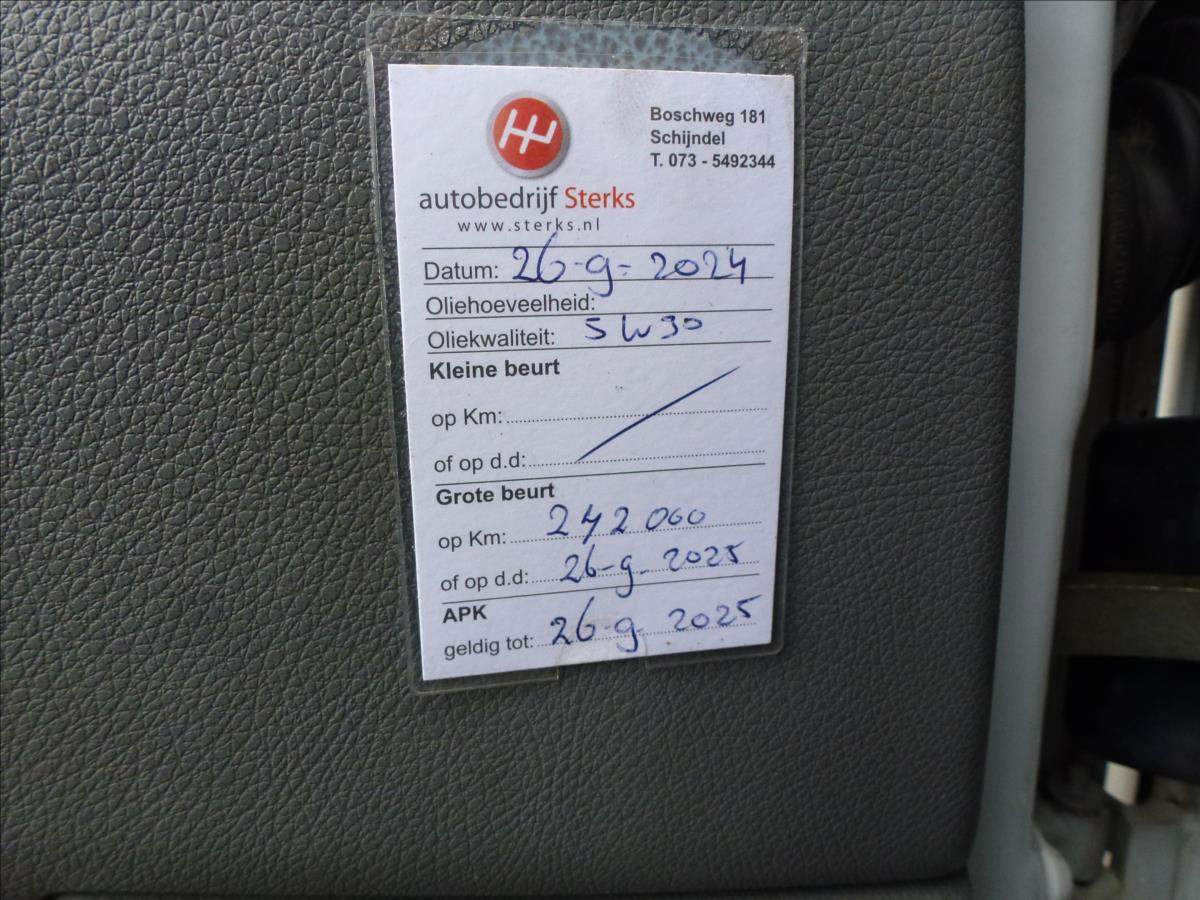 Boschweg 181
Schijndel
T. 073 - 5492344
autobedrijf Sterks
www.sterks.nl
Datum: 26-9-2024
Oliehoeveelheid:
Oliekwaliteit: 5W30
Kleine beurt
op Km:
of op d.d:
Grote beurt
op Km: 242000
of op d.d: 26-9-2025
APK
geldig tot: 26-9-2025